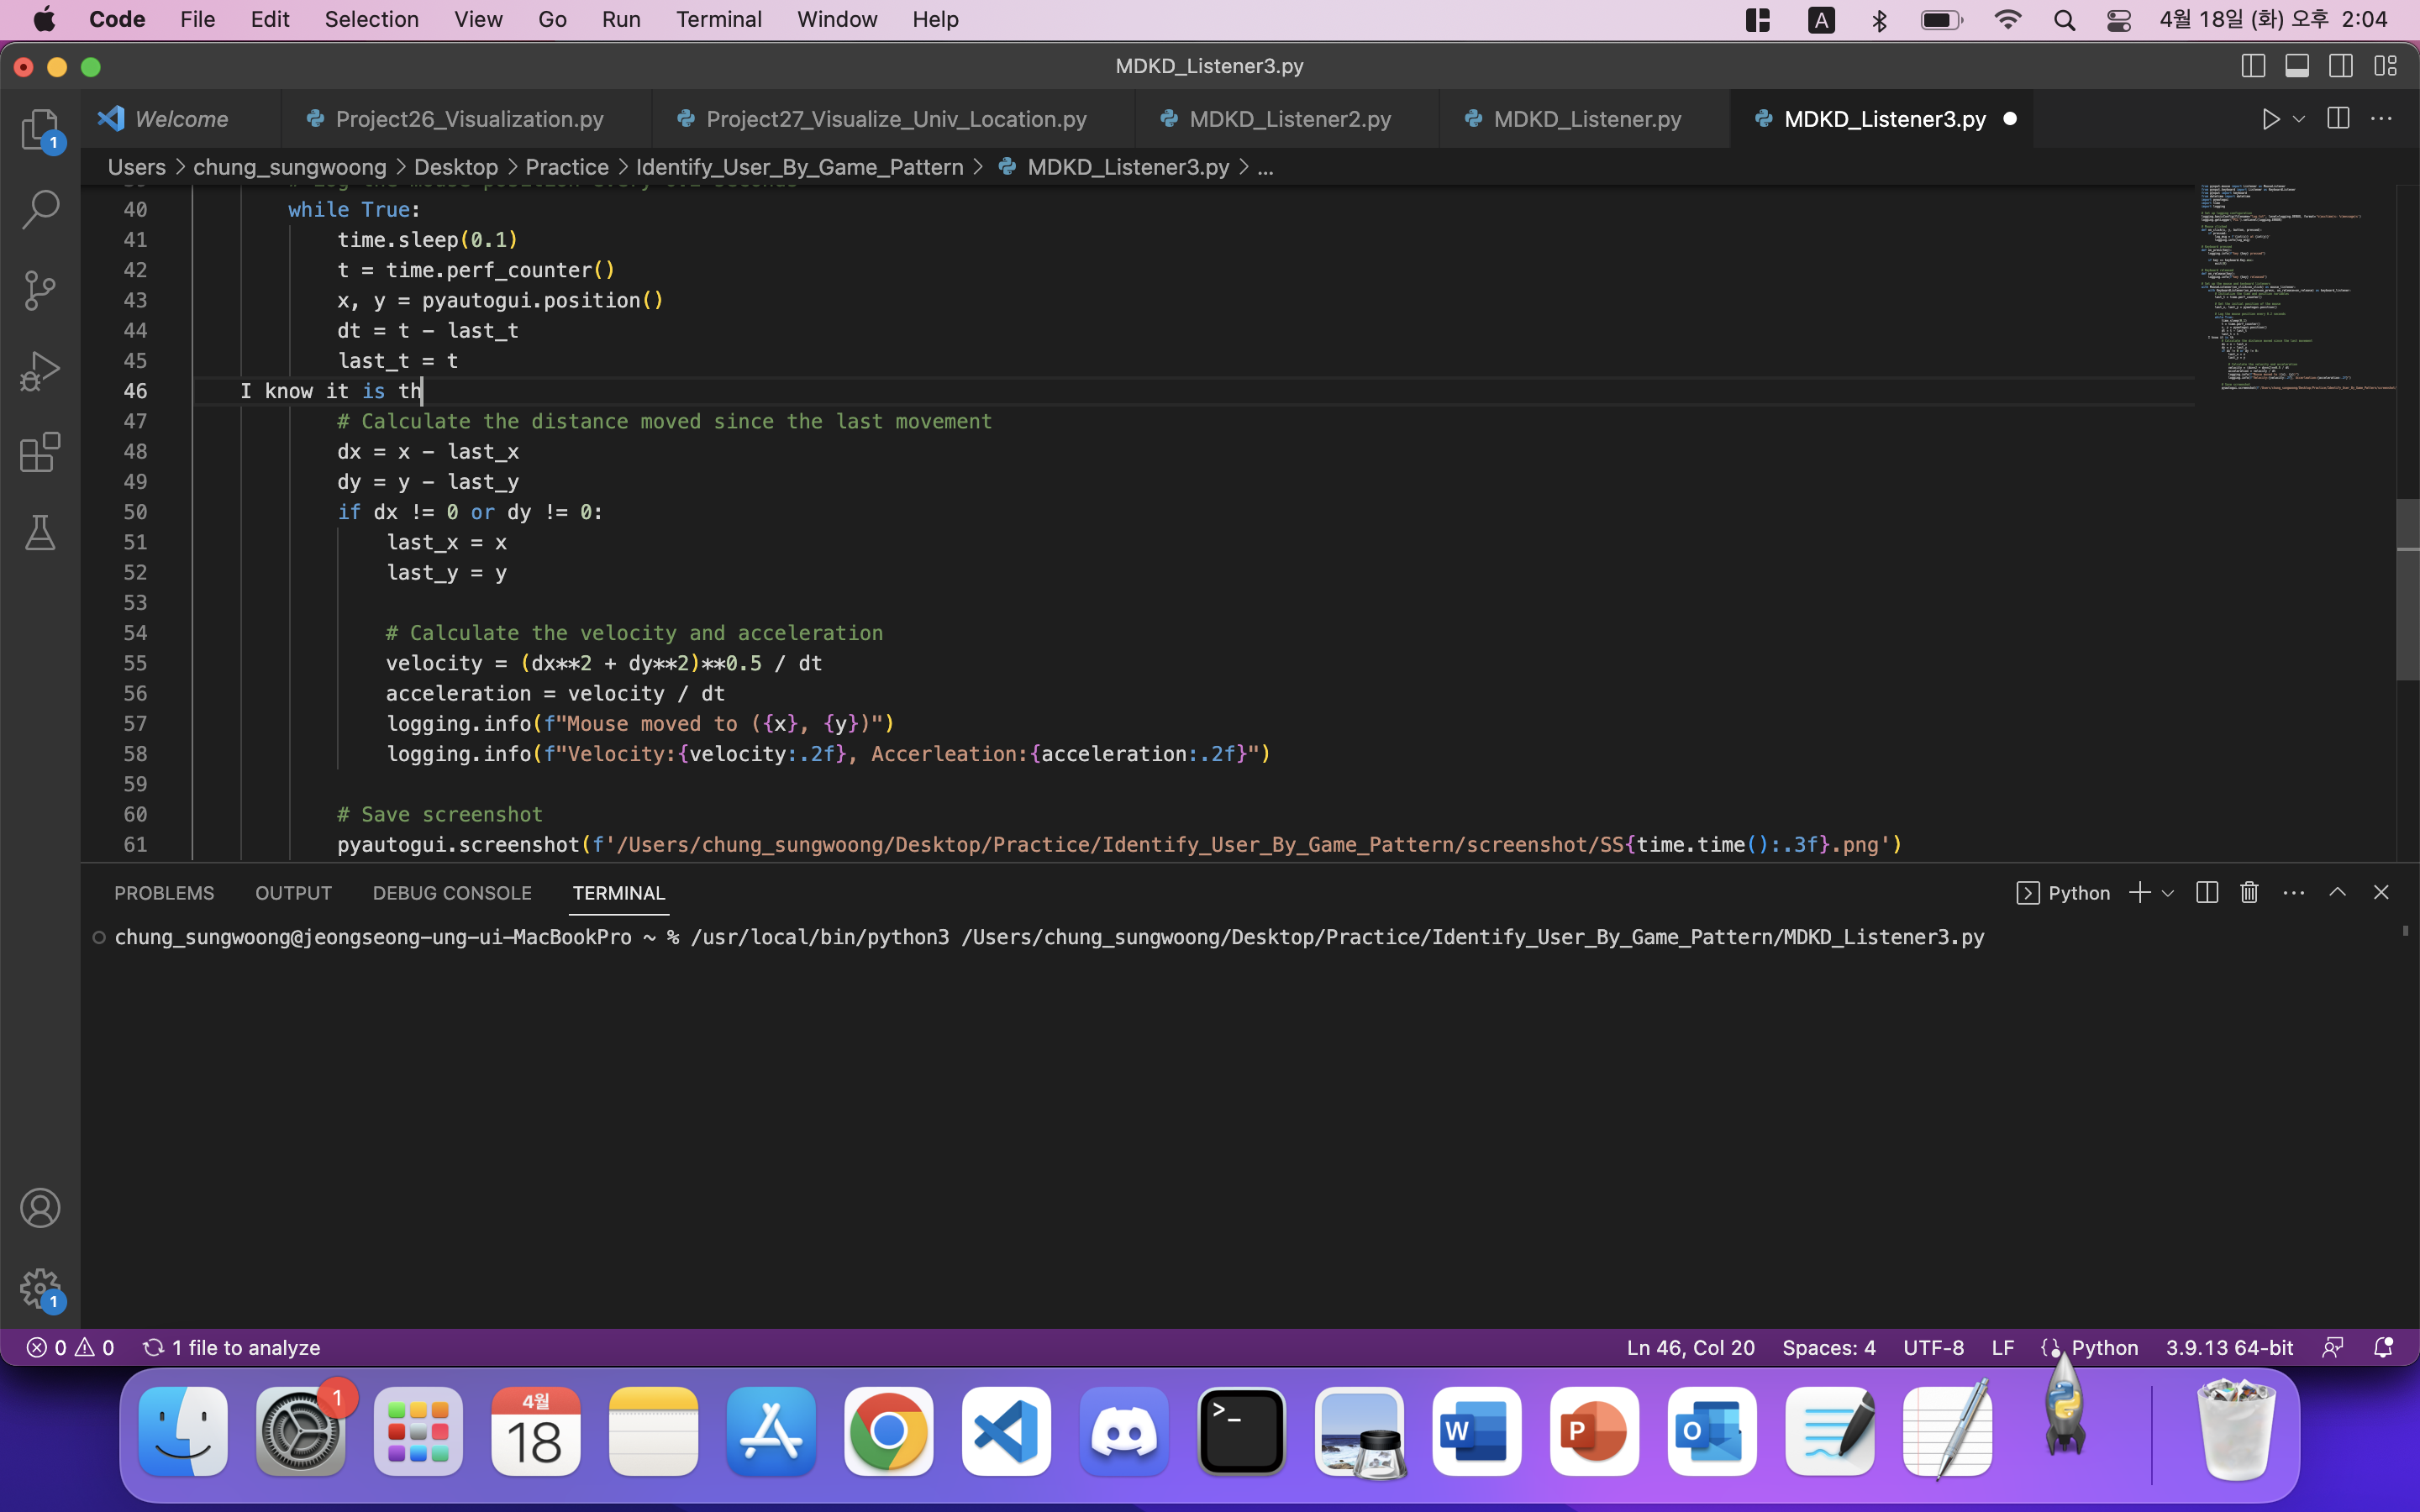 Code File Edit Selection View Go Run Terminal Window Help A 4월 18일 (화) 오후 2:04
MDKD_Listener3.py
Welcome Project26_Visualization.py Project27_Visualize_Univ_Location.py MDKD_Listener2.py MDKD_Listener.py MDKD_Listener3.py
1
Users > chung_sungwoong > Desktop > Practice > Identify_User_By_Game_Pattern > MDKD_Listener3.py > ...
40 while True:
41 time.sleep(0.1)
42 t = time.perf_counter()
43 x, y = pyautogui.position()
44 dt = t - last_t
45 last_t = t
46 I know it is th
47 # Calculate the distance moved since the last movement
48 dx = x - last_x
49 dy = y - last_y
50 if dx != 0 or dy != 0:
51 last_x = x
52 last_y = y
53
54 # Calculate the velocity and acceleration
55 velocity = (dx**2 + dy**2)**0.5 / dt
56 acceleration = velocity / dt
57 logging.info(f"Mouse moved to ({x}, {y})")
58 logging.info(f"Velocity:{velocity:.2f}, Accerleation:{acceleration:.2f}")
59
60 # Save screenshot
61 pyautogui.screenshot(f'/Users/chung_sungwoong/Desktop/Practice/Identify_User_By_Game_Pattern/screenshot/SS{time.time():.3f}.png')
PROBLEMS OUTPUT DEBUG CONSOLE TERMINAL Python
chung_sungwoong@jeongseong-ung-ui-MacBookPro ~ % /usr/local/bin/python3 /Users/chung_sungwoong/Desktop/Practice/Identify_User_By_Game_Pattern/MDKD_Listener3.py
1
0 0 1 file to analyze Ln 46, Col 20 Spaces: 4 UTF-8 LF Python 3.9.13 64-bit
1
4월
18
>_
W P O